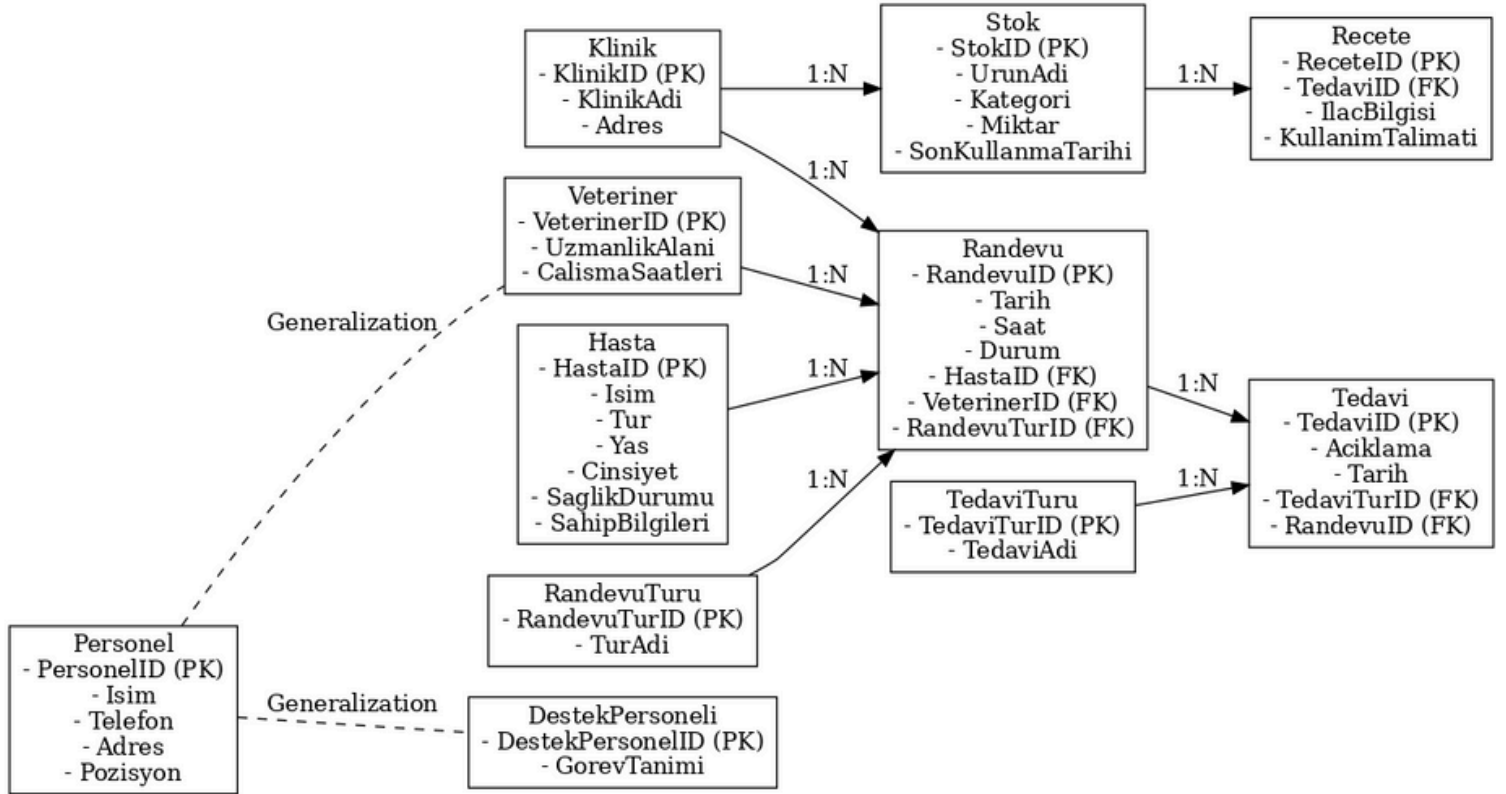 Klinik
- KlinikID (PK)
- KlinikAdi
- Adres
1:N
Stok
- StokID (PK)
- UrunAdi
- Kategori
- Miktar
- SonKullanmaTarihi
1:N
Recete
- ReceteID (PK)
- TedaviID (FK)
- IlacBilgisi
- KullanimTalimati
1:N
Veteriner
- VeterinerID (PK)
- UzmanlikAlani
- CalismaSaatleri
1:N
Generalization
Hasta
- HastaID (PK)
- Isim
- Tur
- Yas
- Cinsiyet
- SaglikDurumu
- SahipBilgileri
1:N
Randevu
- RandevuID (PK)
- Tarih
- Saat
- Durum
- HastaID (FK)
- VeterinerID (FK)
- RandevuTurID (FK)
1:N
Tedavi
- TedaviID (PK)
- Aciklama
- Tarih
- TedaviTurID (FK)
- RandevuID (FK)
1:N
1:N
TedaviTuru
- TedaviTurID (PK)
- TedaviAdi
RandevuTuru
- RandevuTurID (PK)
- TurAdi
Personel
- PersonelID (PK)
- Isim
- Telefon
- Adres
- Pozisyon
Generalization
DestekPersoneli
- DestekPersonelID (PK)
- GorevTanimi